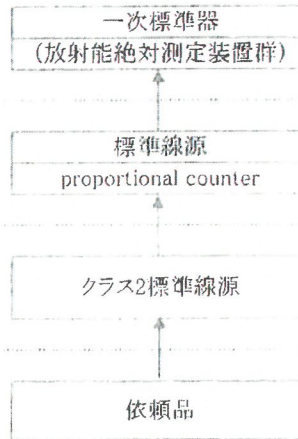 一次標準器
(放射能絶対測定装置群)
標準線源
proportional counter
クラス2標準線源
依頼品